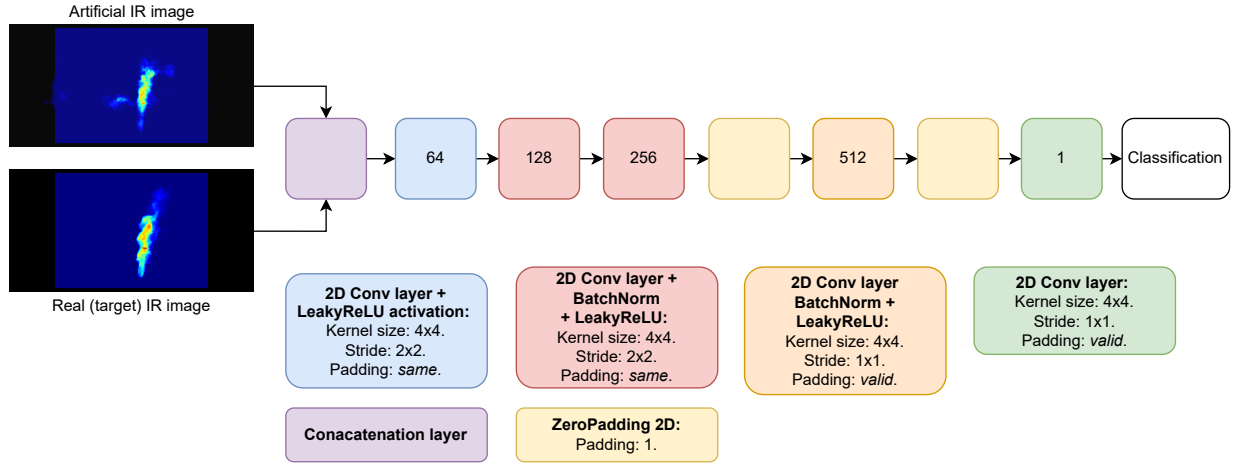 Artificial IR image
Real (target) IR image
64
128
256
512
1
Classification
2D Conv layer +
LeakyReLU activation:
Kernel size: 4x4.
Stride: 2x2.
Padding: same.
2D Conv layer +
BatchNorm
+ LeakyReLU:
Kernel size: 4x4.
Stride: 2x2.
Padding: same.
2D Conv layer
BatchNorm +
LeakyReLU:
Kernel size: 4x4.
Stride: 1x1.
Padding: valid.
2D Conv layer:
Kernel size: 4x4.
Stride: 1x1.
Padding: valid.
Conacatenation layer
ZeroPadding 2D:
Padding: 1.